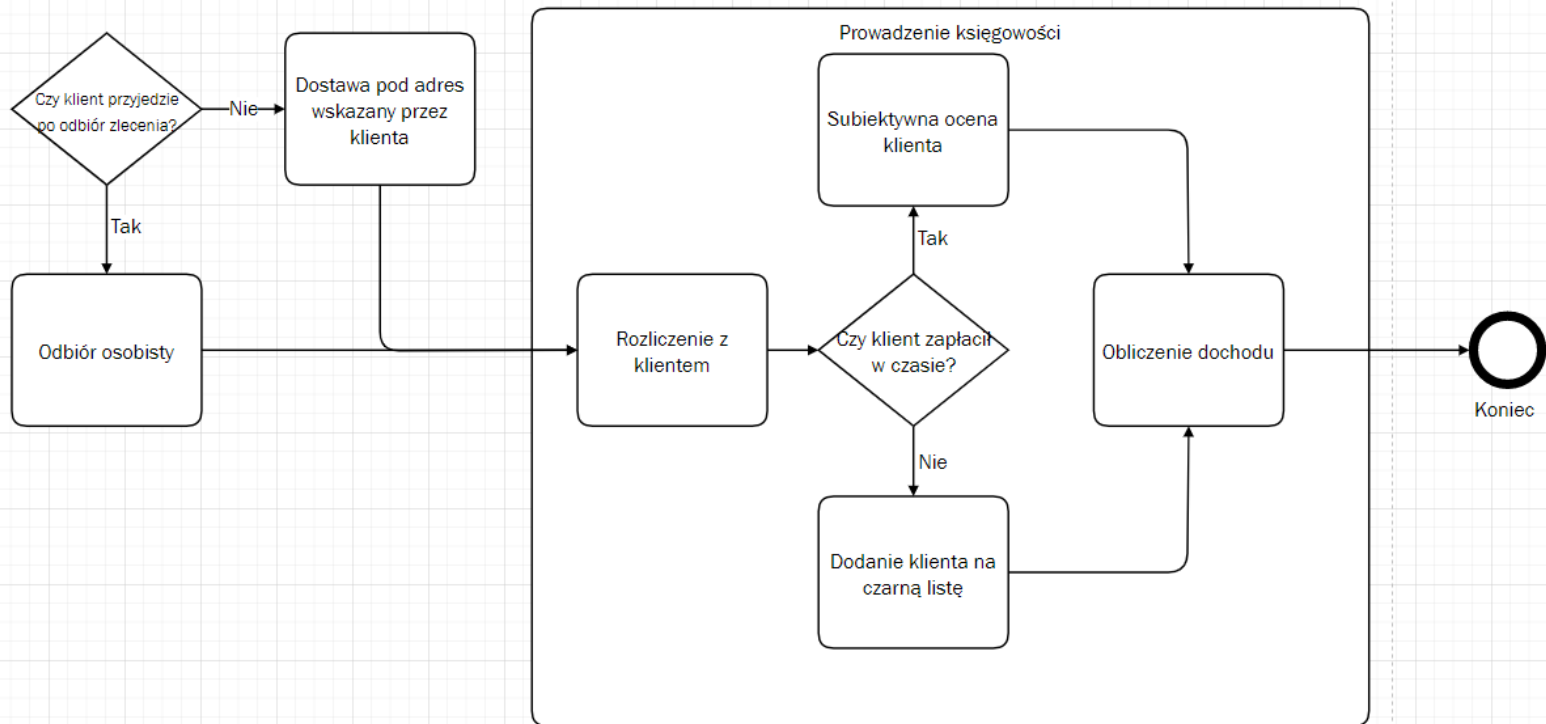 Prowadzenie księgowości
Czy klient przyjedzie
po odbiór zlecenia?
Nie
Dostawa pod adres
wskazany przez
klienta
Tak
Odbiór osobisty
Subiektywna ocena
klienta
Tak
Rozliczenie z
klientem
Czy klient zapłacił
w czasie?
Nie
Dodanie klienta na
czarną listę
Obliczenie dochodu
Koniec